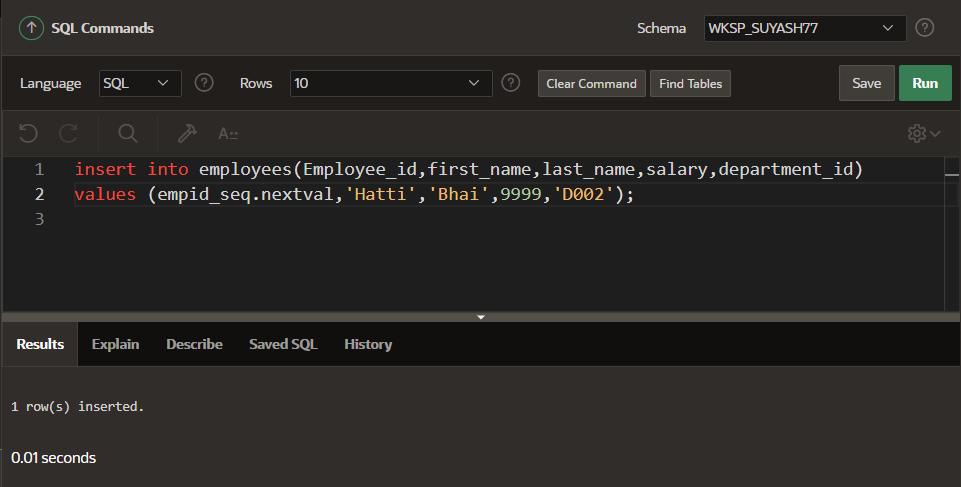 SQL Commands Schema WKSP_SUYASH77 ?
Language SQL ? Rows 10 ? Clear Command Find Tables Save Run
A::
1 insert into employees(Employee_id,first_name,last_name,salary,department_id)
2 values (empid_seq.nextval,'Hatti','Bhai',9999,'D002');
3
Results Explain Describe Saved SQL History
1 row(s) inserted.
0.01 seconds